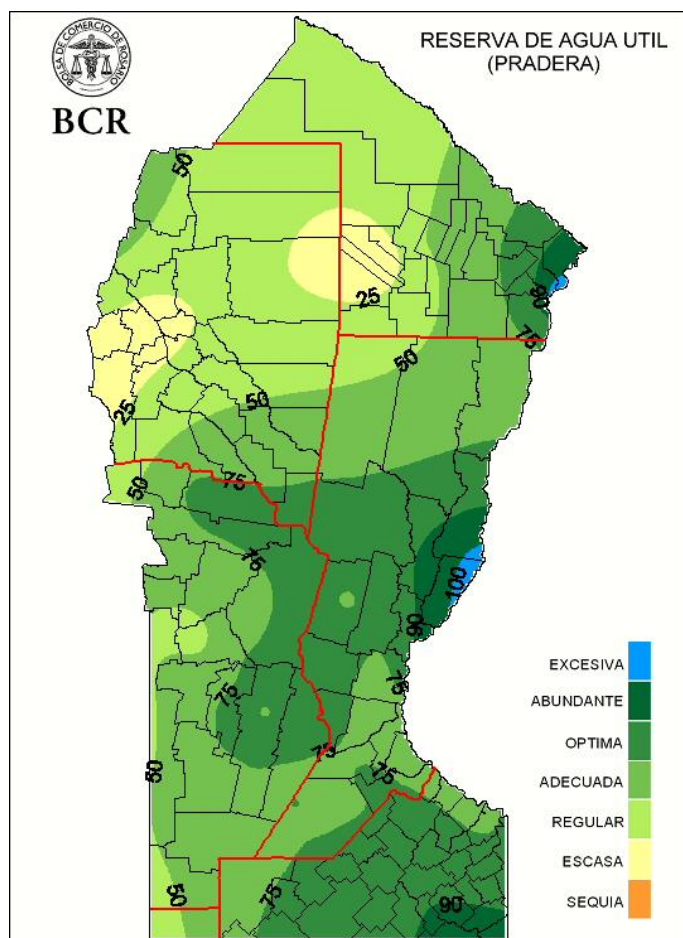 BOLSA DE COMERCIO DE ROSARIO
BCR
RESERVA DE AGUA UTIL
(PRADERA)
50
25
90
75
50
50
25
75
50
75
100
90
75
75
75
75
50
50
75
90
EXCESIVA
ABUNDANTE
OPTIMA
ADECUADA
REGULAR
ESCASA
SEQUIA